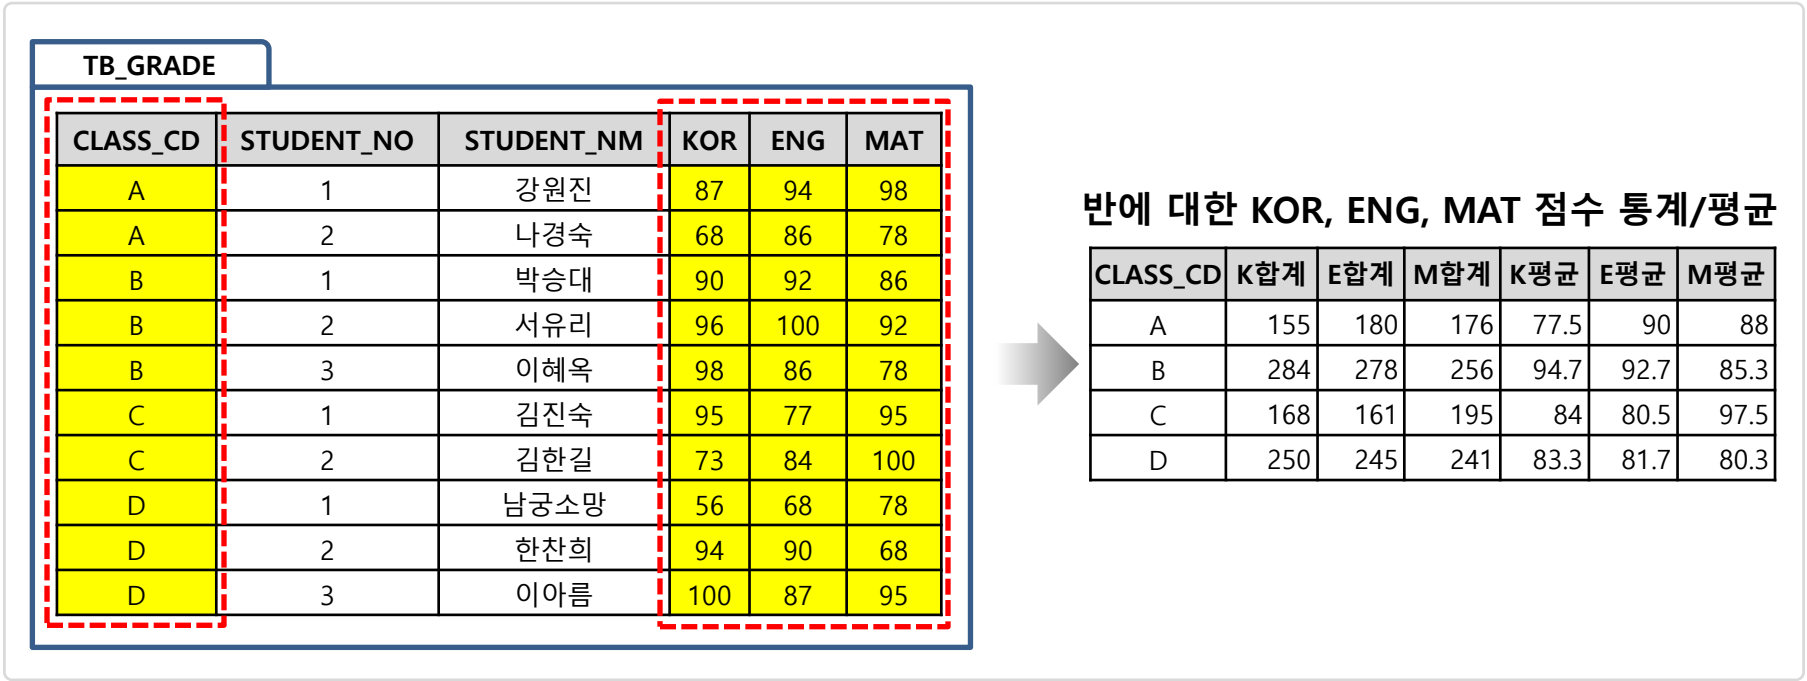 TB_GRADE
CLASS_CD STUDENT_NO STUDENT_NM KOR ENG MAT
A 1 강원진 87 94 98
A 2 나경숙 68 86 78
B 1 박승대 90 92 86
B 2 서유리 96 100 92
B 3 이혜옥 98 86 78
C 1 김진숙 95 77 95
C 2 김한길 73 84 100
D 1 남궁소망 56 68 78
D 2 한찬희 94 90 68
D 3 이아름 100 87 95
반에 대한 KOR, ENG, MAT 점수 통계/평균
CLASS_CD K합계 E합계 M합계 K평균 E평균 M평균
A 155 180 176 77.5 90 88
B 284 278 256 94.7 92.7 85.3
C 168 161 195 84 80.5 97.5
D 250 245 241 83.3 81.7 80.3